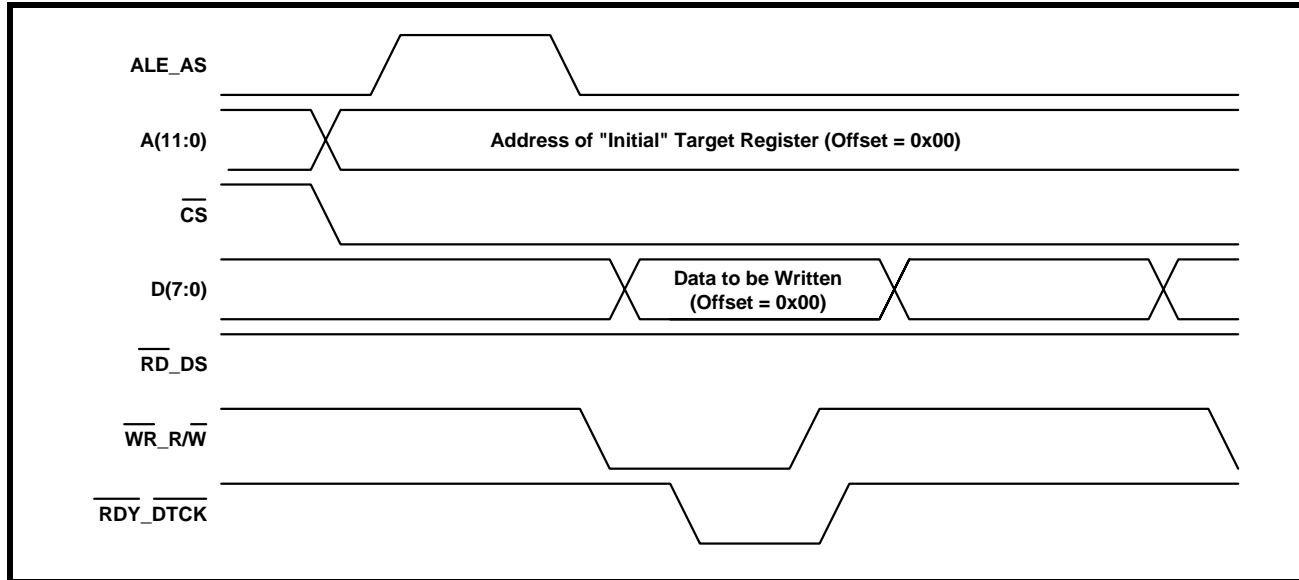 ALE_AS
A(11:0)
Address of "Initial" Target Register (Offset = 0x00)
CS
D(7:0)
Data to be Written
(Offset = 0x00)
RD_DS
WR_R/W
RDY_DTCK